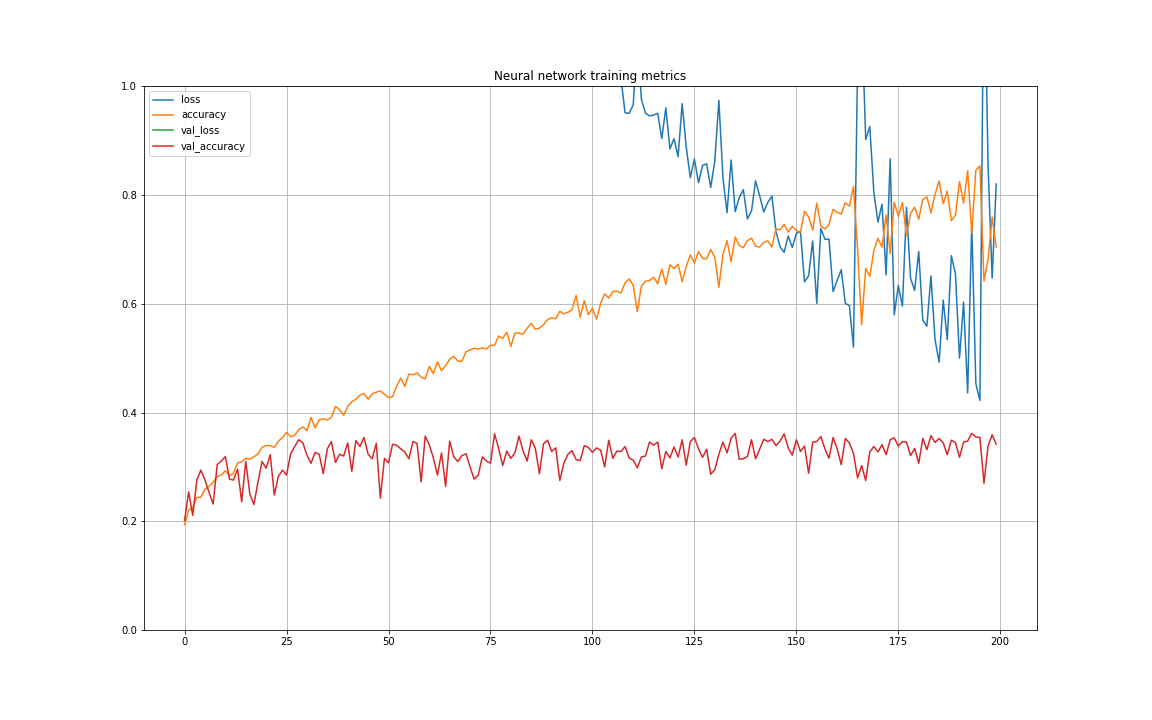 Neural network training metrics
1.0
loss
accuracy
val_loss
val_accuracy
0.8
0.6
0.4
0.2
0.0
0 25 50 75 100 125 150 175 200